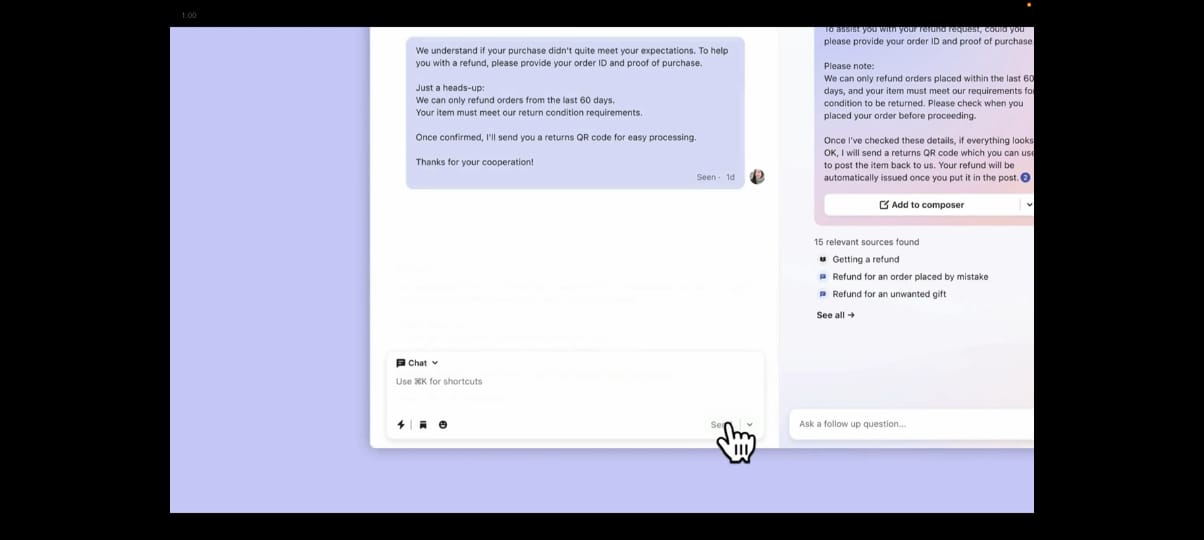 1:00
We understand if your purchase didn't quite meet your expectations. To help
you with a refund, please provide your order ID and proof of purchase.
Just a heads-up:
We can only refund orders from the last 60 days.
Your item must meet our return condition requirements.
Once confirmed, I'll send you a returns QR code for easy processing.
Thanks for your cooperation!
Seen · 1d
Chat
Use ⌘K for shortcuts
To assist you with your refund request, could you
please provide your order ID and proof of purchase
Please note:
We can only refund orders placed within the last 60
days, and your item must meet our requirements for
condition to be returned. Please check when you
placed your order before proceeding.
Once I've checked these details, if everything looks
OK, I will send a returns QR code which you can use
to post the item back to us. Your refund will be
automatically issued once you put it in the post. 2
Add to composer
15 relevant sources found
Getting a refund
Refund for an order placed by mistake
Refund for an unwanted gift
See all →
Ask a follow up question...